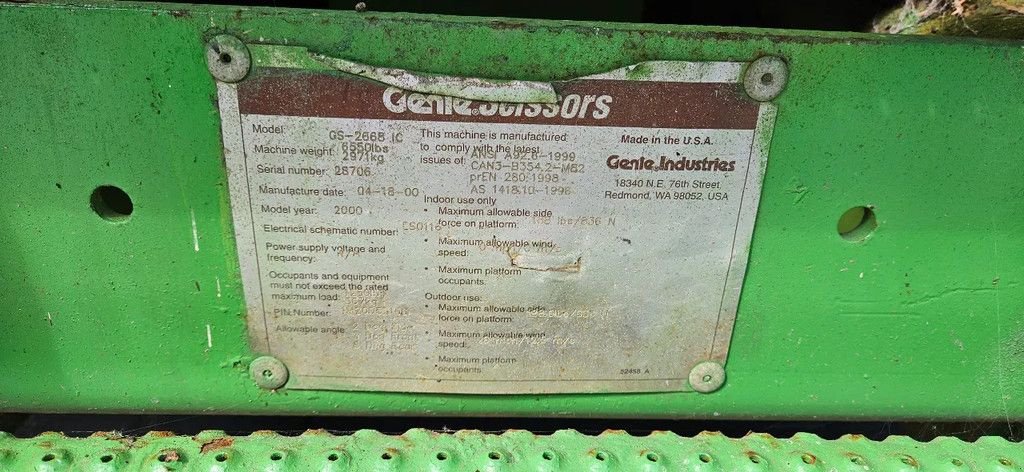 Genie Scissors
Model GS-2668 IC
Machine weight: 6550lbs
2971kg
Serial number: 28706
Manufacture date: 04-18-00
Model year: 2000
Electrical schematic number:
Power supply voltage and
frequency: N/A
Occupants and equipment
must not exceed the rated
maximum load:
PIN Number:
Allowable angle:
This machine is manufactured
to comply with the latest
issues of: ANSI A92.6-1999
CAN3-B354.2-M82
prEN 280:1998
AS 1418.10-1996
Indoor use only
• Maximum allowable side
force on platform: lbs/836 N
• Maximum allowable wind
speed:
• Maximum platform
occupants:
Outdoor use:
• Maximum allowable side
force on platform:
• Maximum allowable wind
speed:
• Maximum platform
occupants
Made in the U.S.A.
Genie Industries
18340 N.E. 76th Street,
Redmond, WA 98052, USA
52458 A